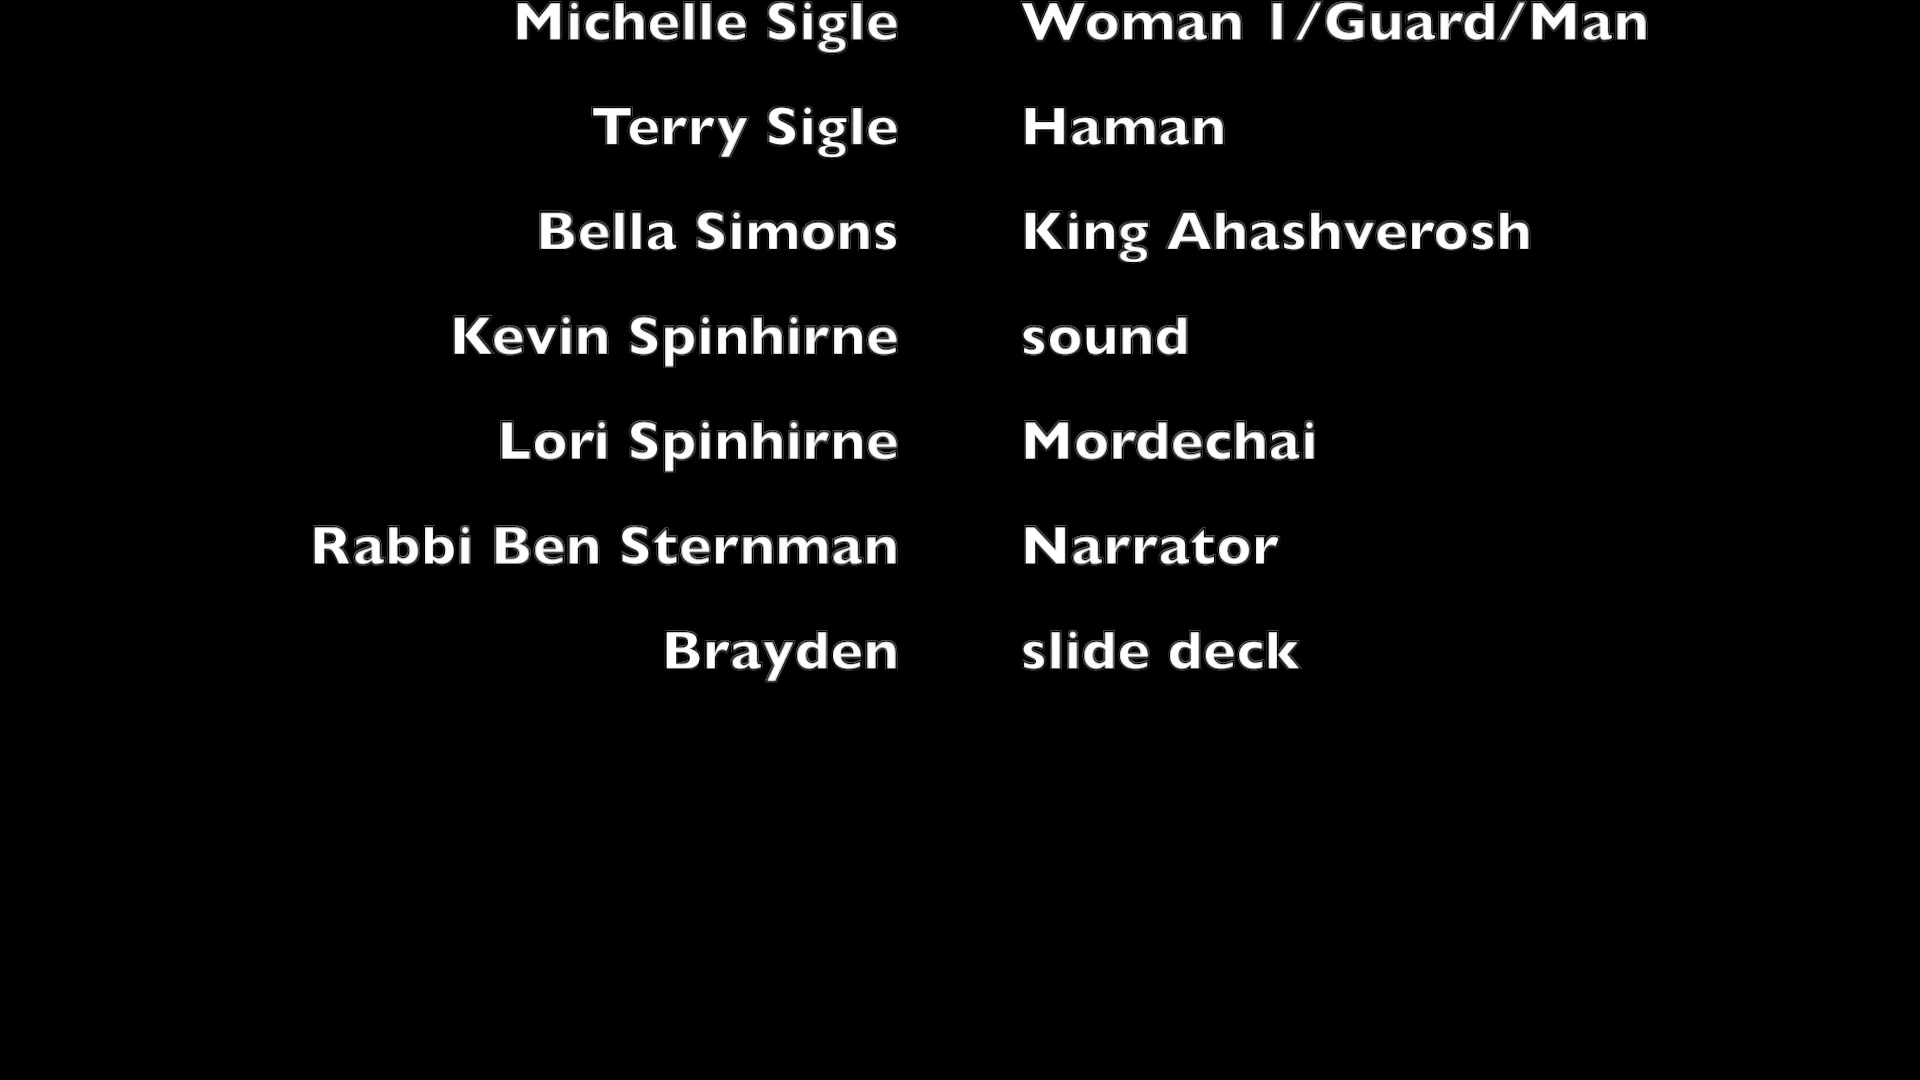 Michelle Sigle Woman 1/Guard/Man
Terry Sigle Haman
Bella Simons King Ahashverosh
Kevin Spinhirne sound
Lori Spinhirne Mordechai
Rabbi Ben Sternman Narrator
Brayden slide deck